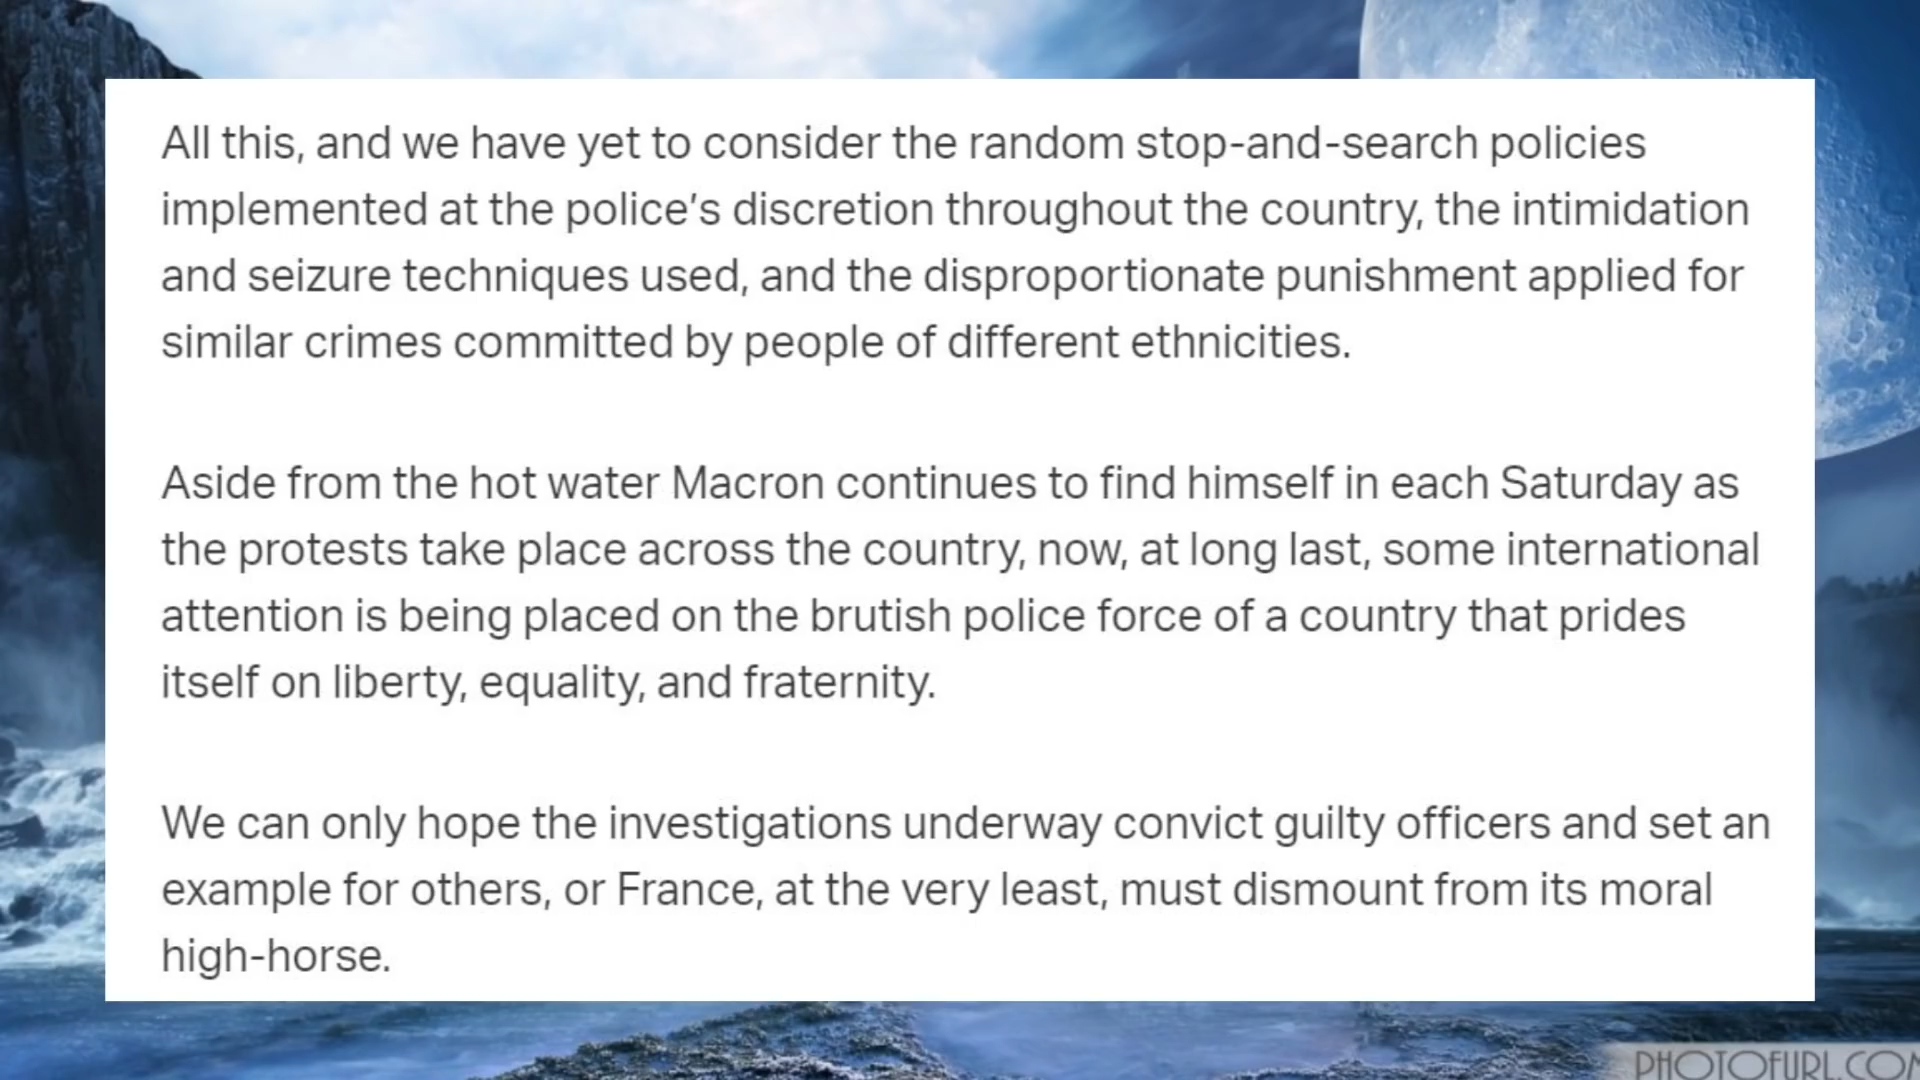 All this, and we have yet to consider the random stop-and-search policies
implemented at the police’s discretion throughout the country, the intimidation
and seizure techniques used, and the disproportionate punishment applied for
similar crimes committed by people of different ethnicities.
Aside from the hot water Macron continues to find himself in each Saturday as
the protests take place across the country, now, at long last, some international
attention is being placed on the brutish police force of a country that prides
itself on liberty, equality, and fraternity.
We can only hope the investigations underway convict guilty officers and set an
example for others, or France, at the very least, must dismount from its moral
high-horse.
PHOTOFURL.COM